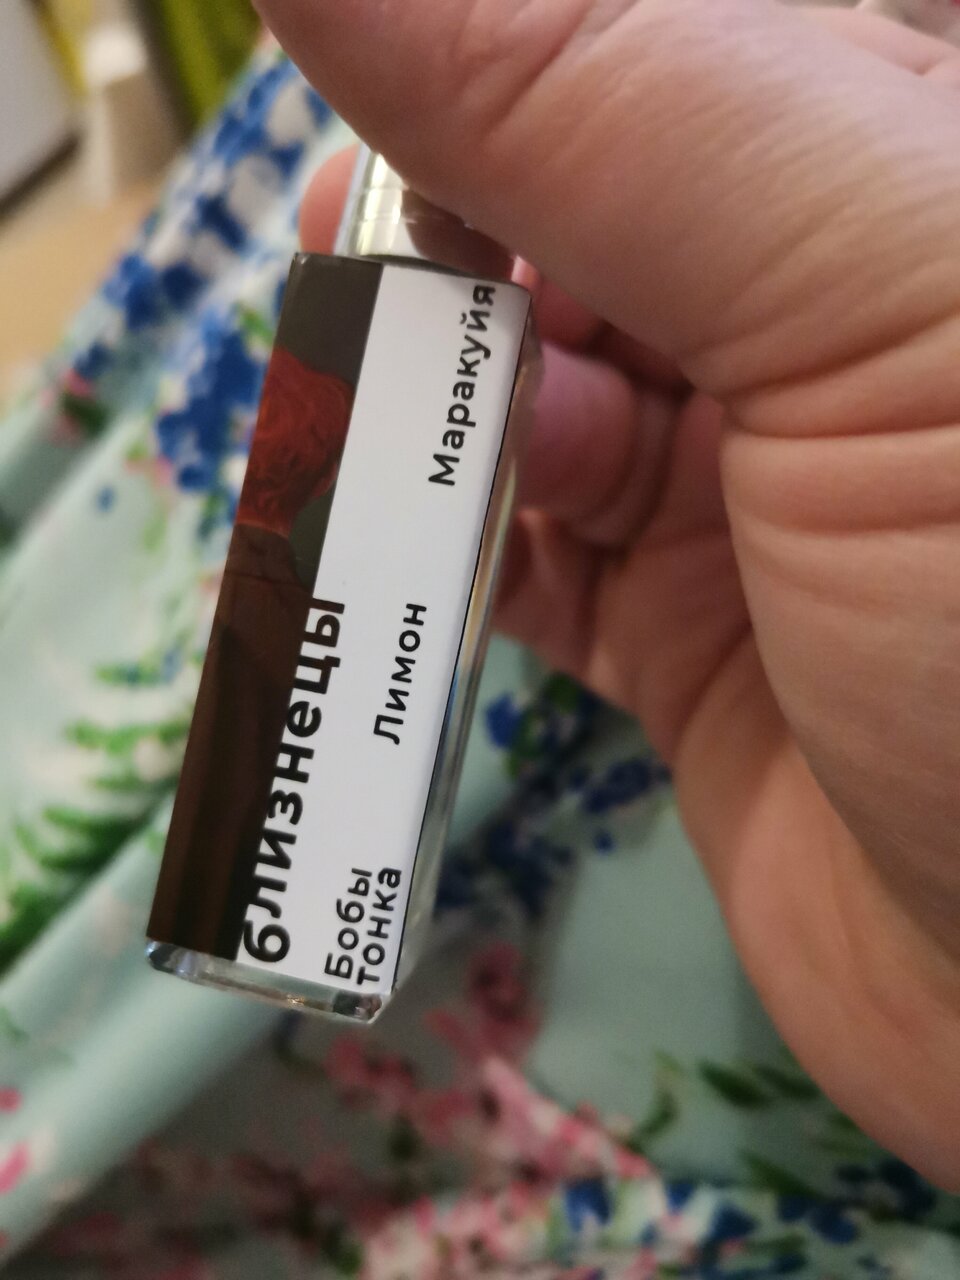 близнецы
Бобы
тонка
Лимон
Маракуйя